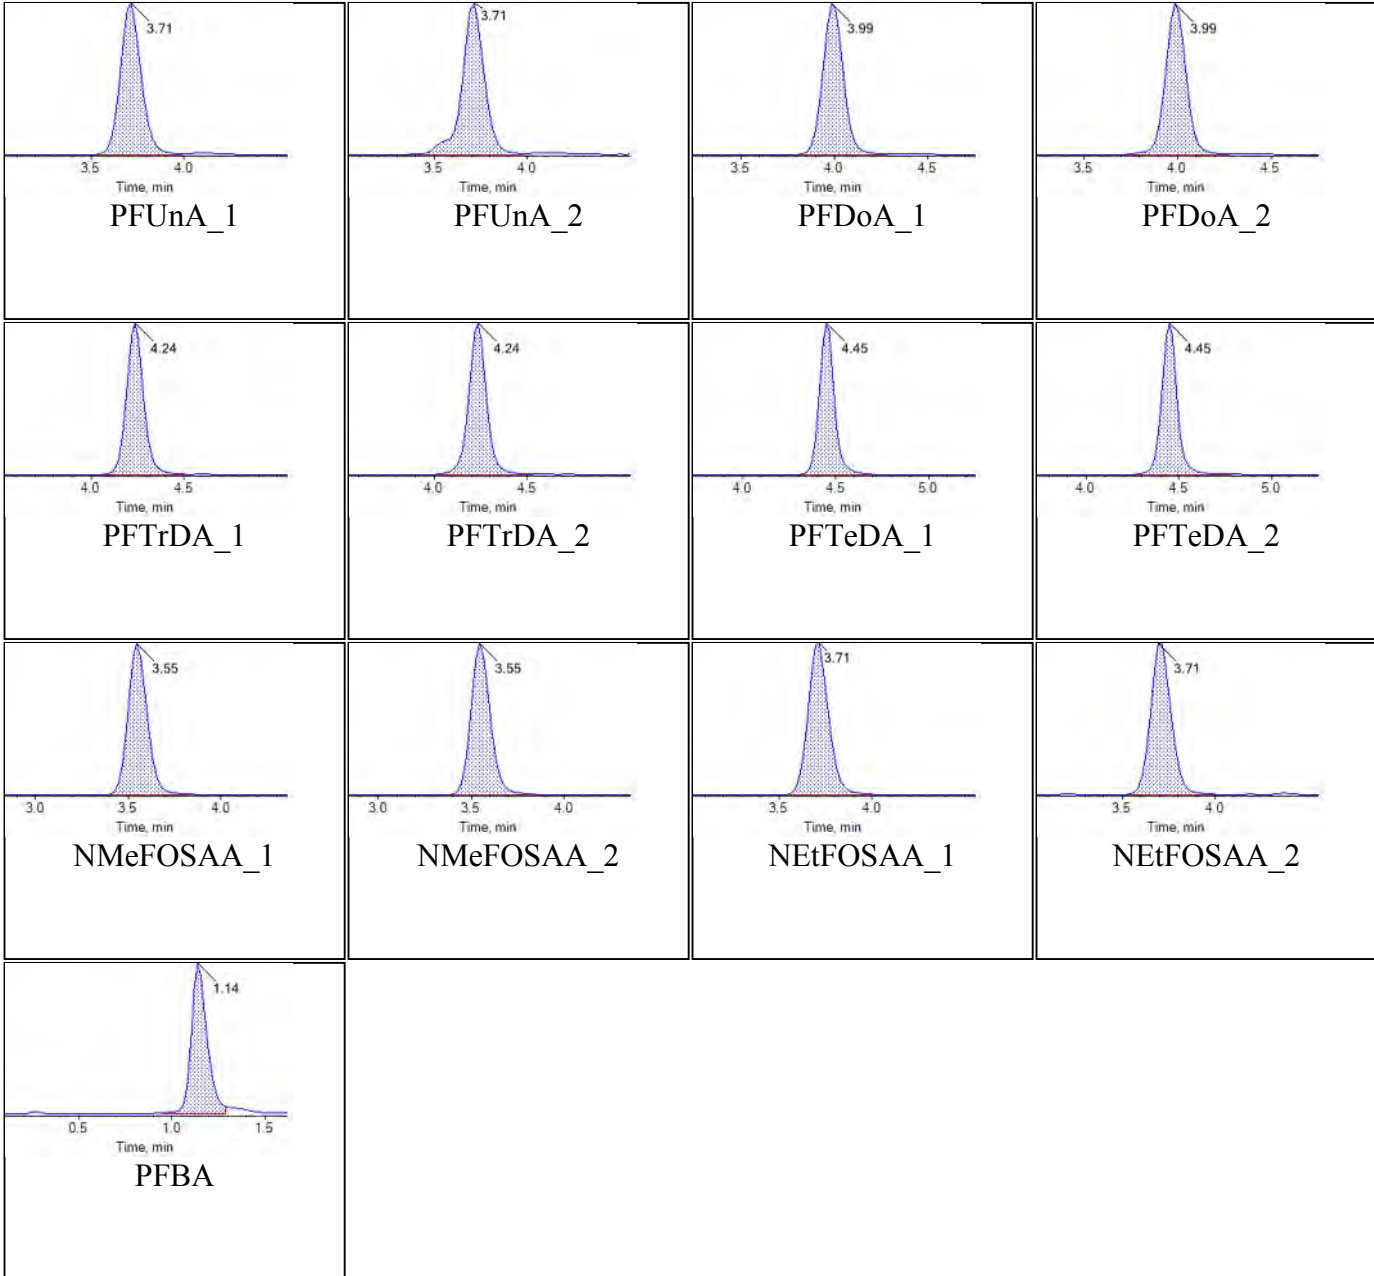 3.71
3.5 4.0
Time, min
PFUnA_1
3.71
3.5 4.0
Time, min
PFUnA_2
3.99
3.5 4.0 4.5
Time, min
PFDoA_1
3.99
3.5 4.0 4.5
Time, min
PFDoA_2
4.24
4.0 4.5
Time, min
PFTrDA_1
4.24
4.0 4.5
Time, min
PFTrDA_2
4.45
4.0 4.5 5.0
Time, min
PFTeDA_1
4.45
4.0 4.5 5.0
Time, min
PFTeDA_2
3.55
3.0 3.5 4.0
Time, min
NMeFOSAA_1
3.55
3.0 3.5 4.0
Time, min
NMeFOSAA_2
3.71
3.5 4.0
Time, min
NEtFOSAA_1
3.71
3.5 4.0
Time, min
NEtFOSAA_2
1.14
0.5 1.0 1.5
Time, min
PFBA